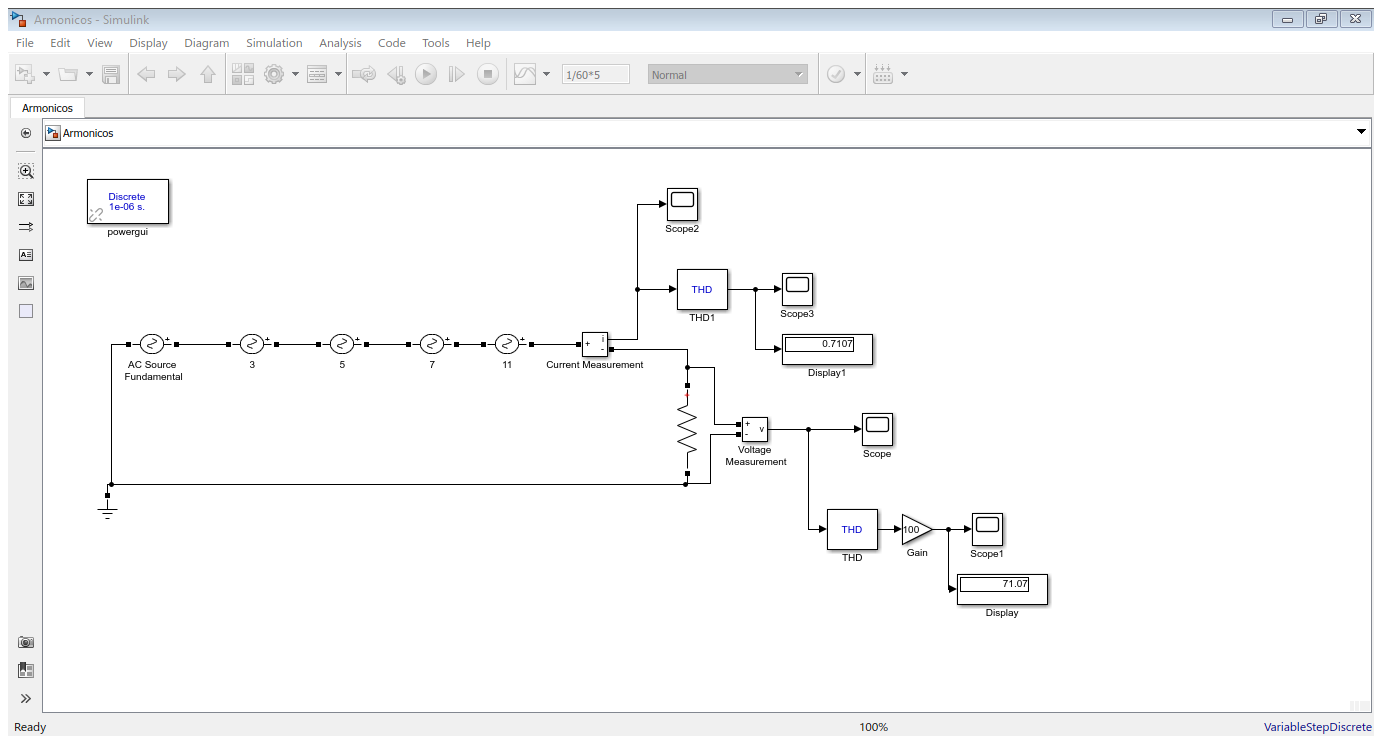 Armonicos - Simulink
File Edit View Display Diagram Simulation Analysis Code Tools Help
1/60*5
Normal
Armonicos
Armonicos
Discrete
1e-06 s.
powergui
Scope2
THD
THD1
Scope3
0.7107
Display1
AC Source
Fundamental
3
5
7
11
+
+
+
+
+
+
i
-
Current Measurement
+
+
-
v
Voltage
Measurement
Scope
THD
THD
100
Gain
Scope1
71.07
Display
Ready
100%
VariableStepDiscrete